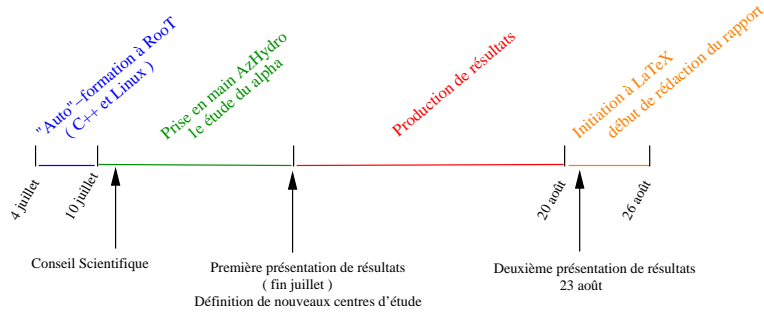 "Auto"−formation à RooT
( C++ et Linux )
Prise en main AzHydro
1e étude du alpha
Production de résultats
Initiation à LaTeX
début de rédaction du rapport
4 juillet
10 juillet
20 août
26 août
Conseil Scientifique
Première présentation de résultats
( fin juillet )
Définition de nouveaux centres d'étude
Deuxième présentation de résultats
23 août